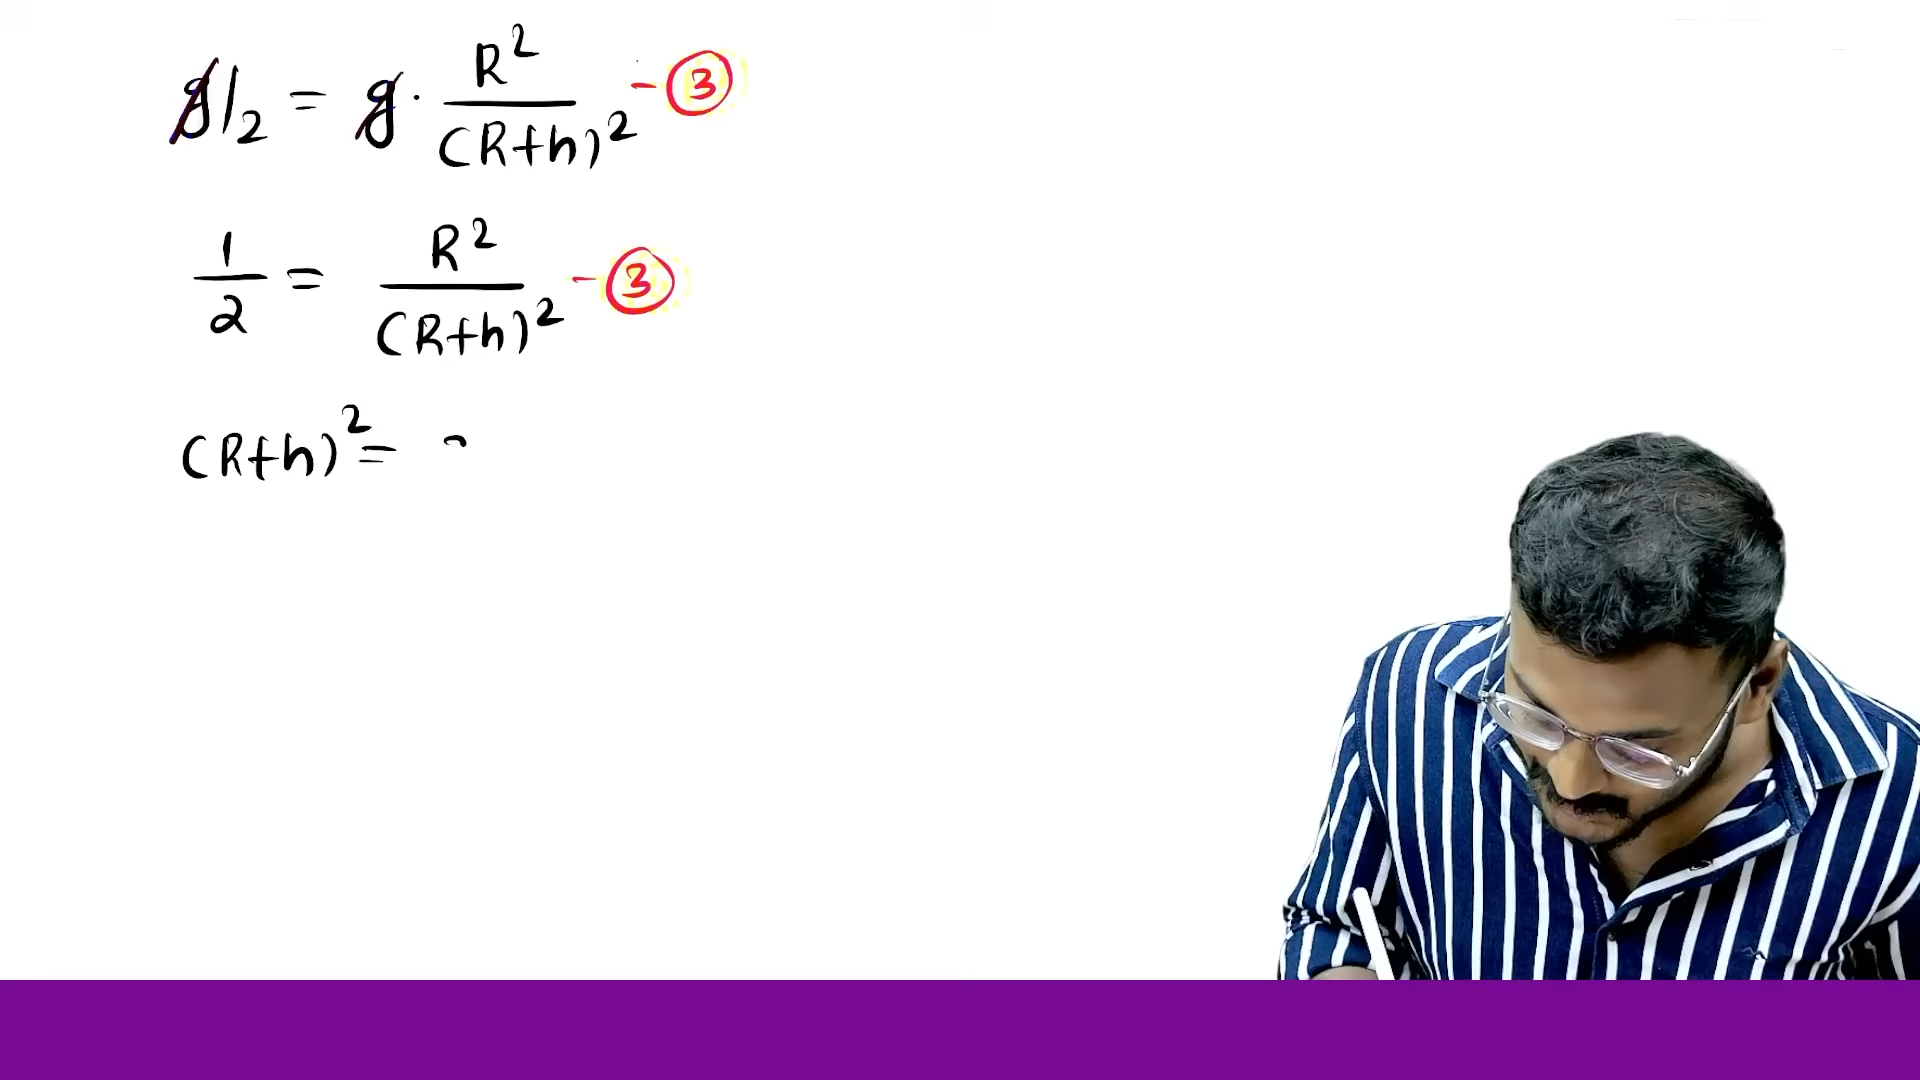 g/2 = g · R²/(R+h)² - ③
1/2 = R²/(R+h)² - ③
(R+h)² =